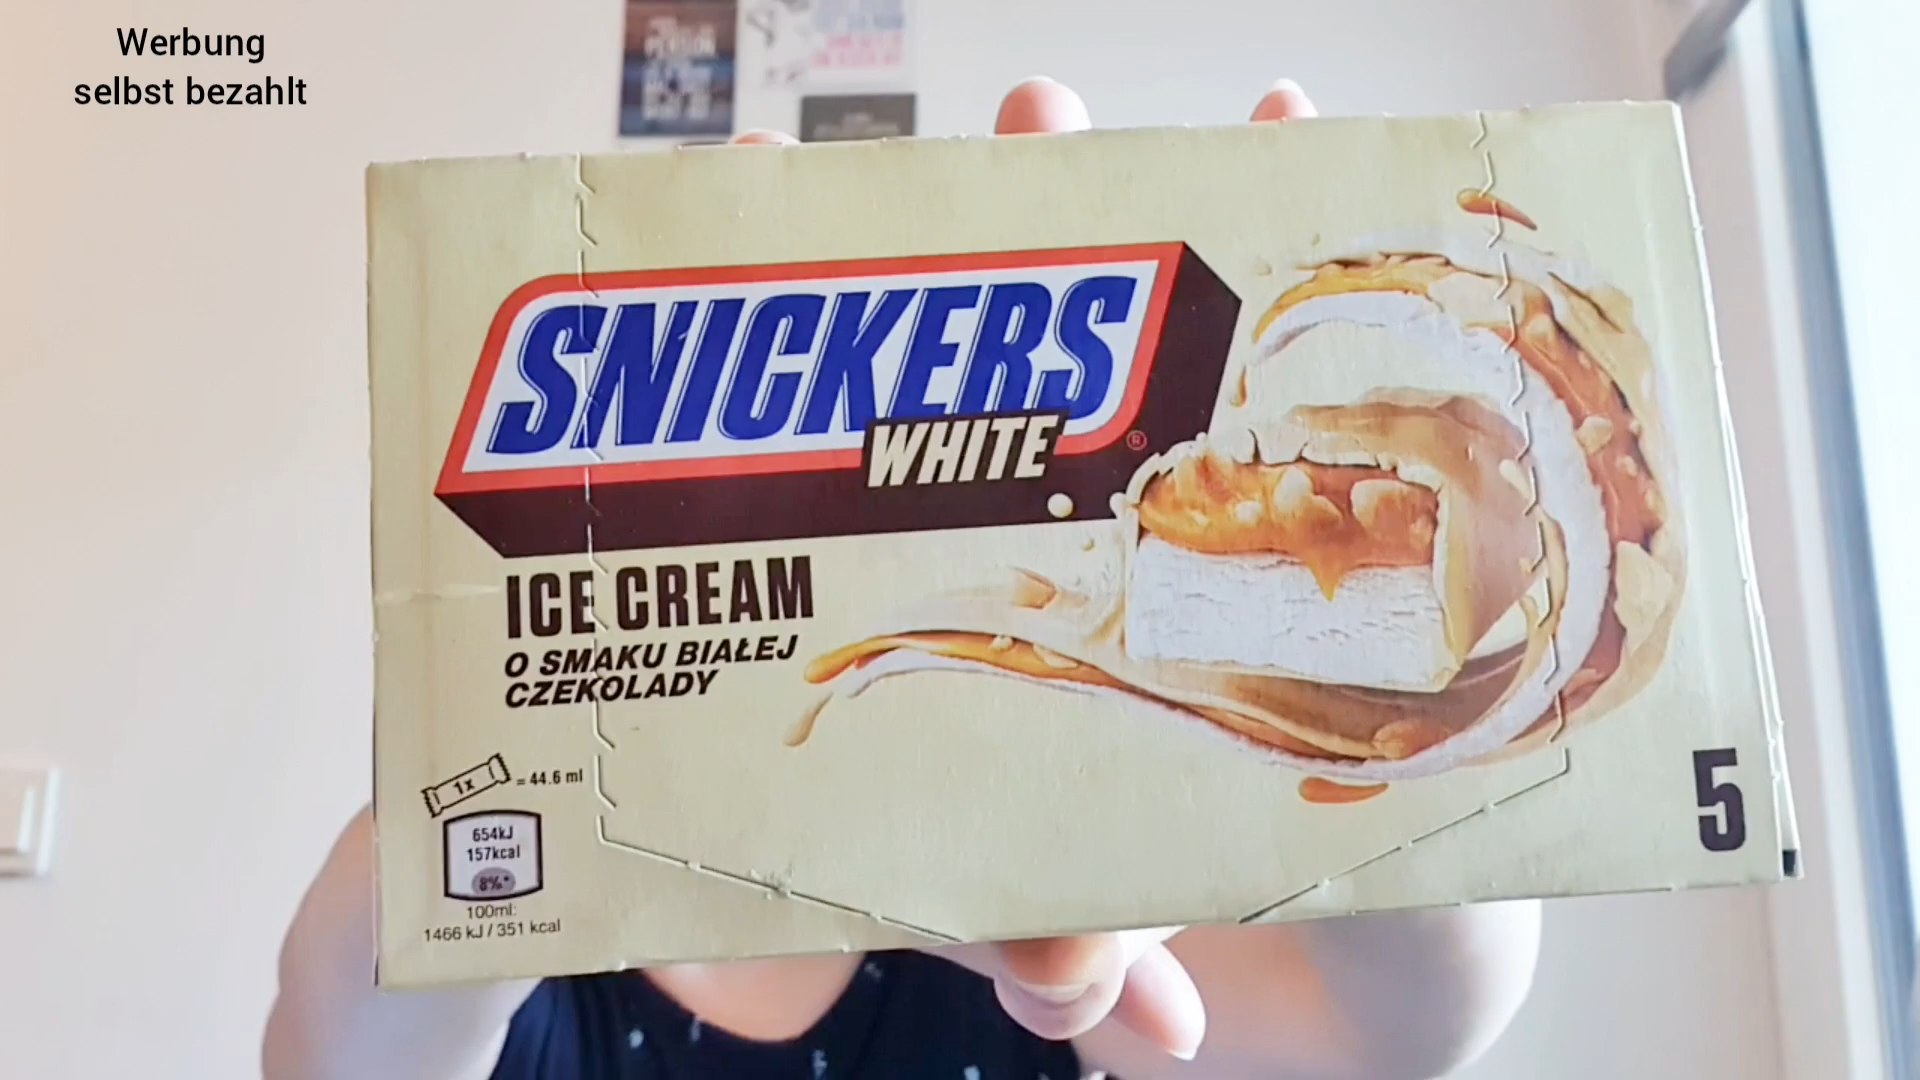 Werbung
selbst bezahlt
PERSON
SNICKERS
WHITE
®
ICE CREAM
O SMAKU BIAŁEJ
CZEKOLADY
1x = 44.6 ml
654kJ
157kcal
8%*
100ml:
1466 kJ / 351 kcal
5